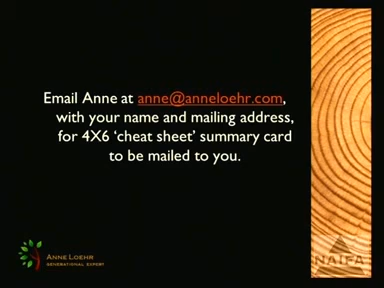 Email Anne at anne@anneloehr.com,
with your name and mailing address,
for 4X6 ‘cheat sheet’ summary card
to be mailed to you.
ANNE LOEHR
GENERATIONAL EXPERT
NAIFA